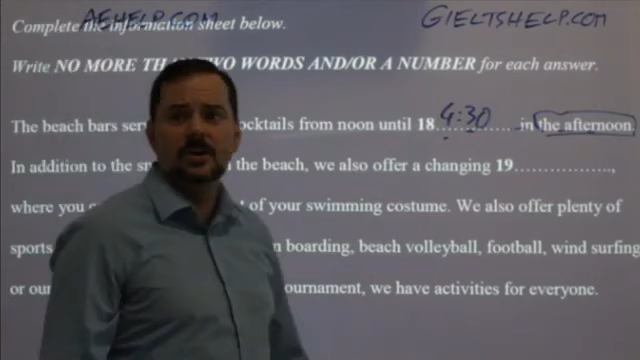 AEHELP.COM GIELTSHELP.COM
Complete the information sheet below.
Write NO MORE THAN TWO WORDS AND/OR A NUMBER for each answer.
The beach bars ocktails from noon until 18. 4:30 in the afternoon
In addition to the the beach, we also offer a changing 19………………,
where you of your swimming costume. We also offer plenty of
sports boarding, beach volleyball, football, wind surfing
or our ournament, we have activities for everyone.